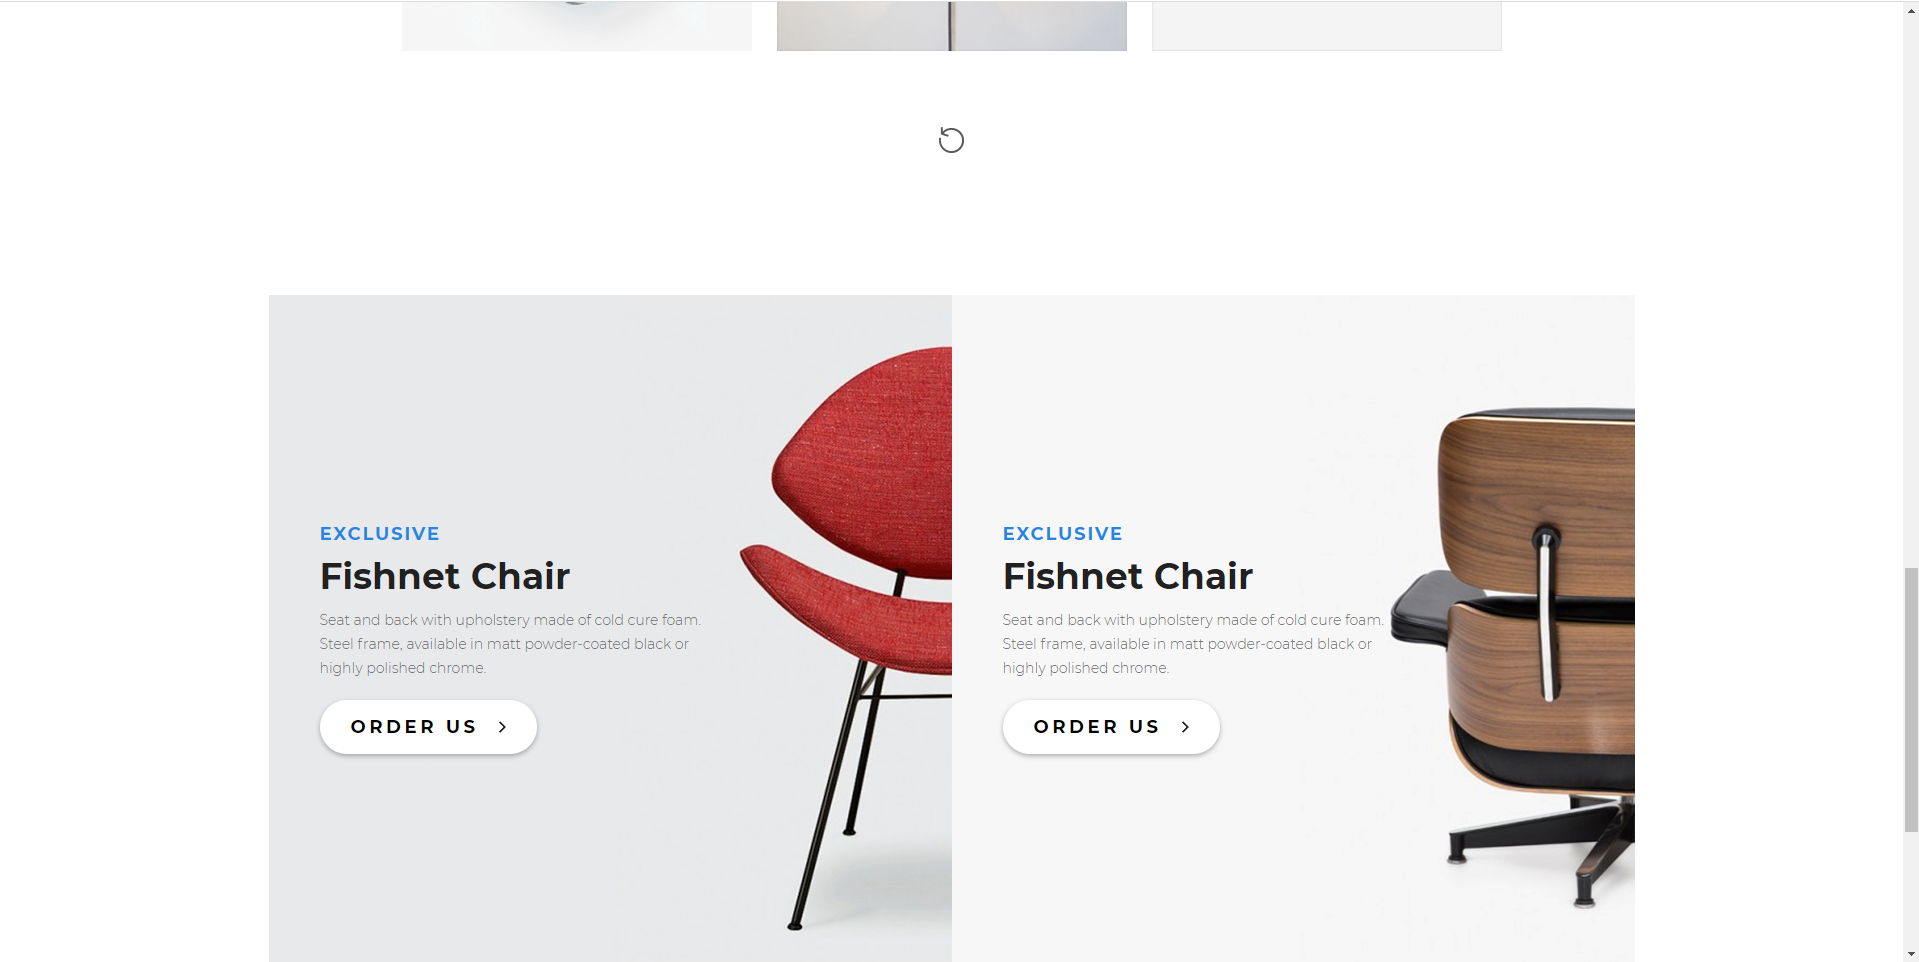 EXCLUSIVE
Fishnet Chair
Seat and back with upholstery made of cold cure foam.
Steel frame, available in matt powder-coated black or
highly polished chrome.
ORDER US
EXCLUSIVE
Fishnet Chair
Seat and back with upholstery made of cold cure foam.
Steel frame, available in matt powder-coated black or
highly polished chrome.
ORDER US